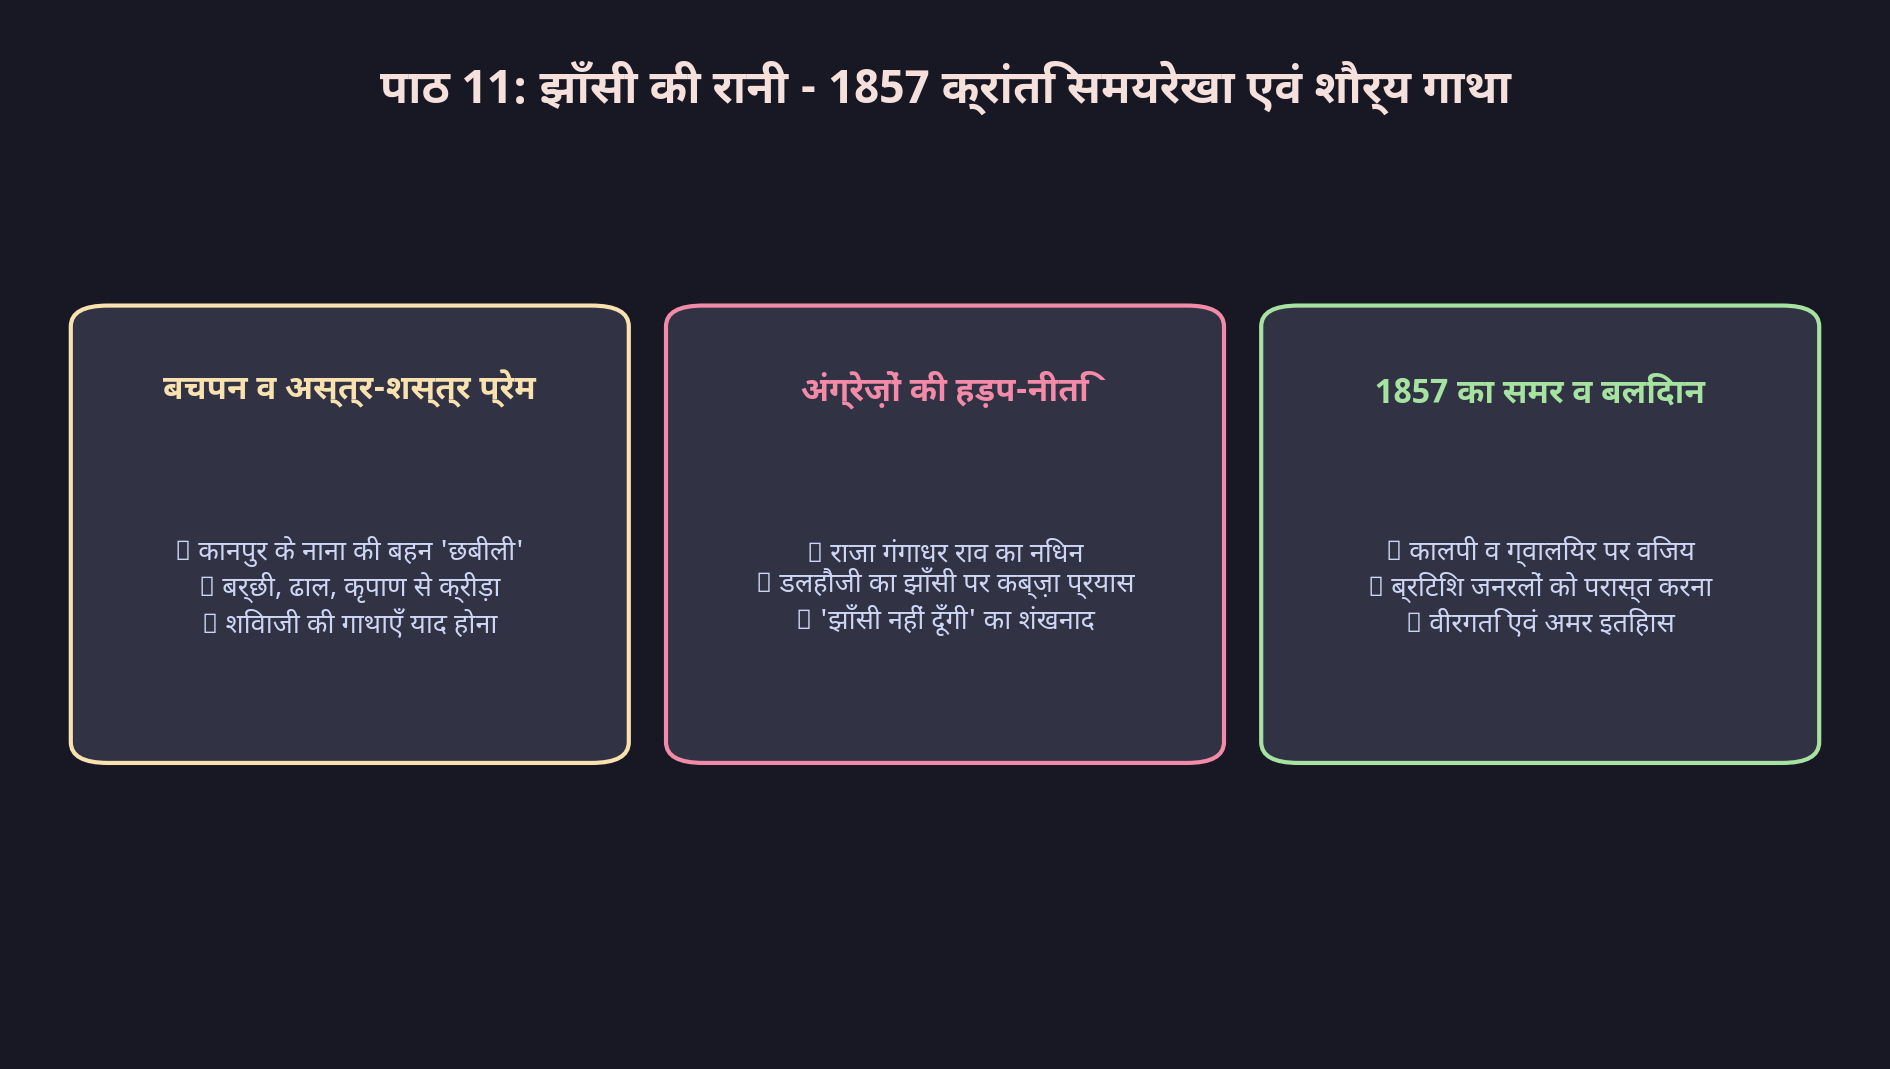 पाठ 11: झाँसी की रानी - 1857 क्रांति समयरेखा एवं शौर्य गाथा
बचपन व अस्त्र-शस्त्र प्रेम
▯ कानपुर के नाना की बहन 'छबीली'
▯ बर्छी, ढाल, कृपाण से क्रीड़ा
▯ शिवाजी की गाथाएँ याद होना
अंग्रेज़ों की हड़प-नीति
▯ राजा गंगाधर राव का निधन
▯ डलहौजी का झाँसी पर कब्ज़ा प्रयास
▯ 'झाँसी नहीं दूँगी' का शंखनाद
1857 का समर व बलिदान
▯ कालपी व ग्वालियर पर विजय
▯ ब्रिटिश जनरलों को परास्त करना
▯ वीरगति एवं अमर इतिहास